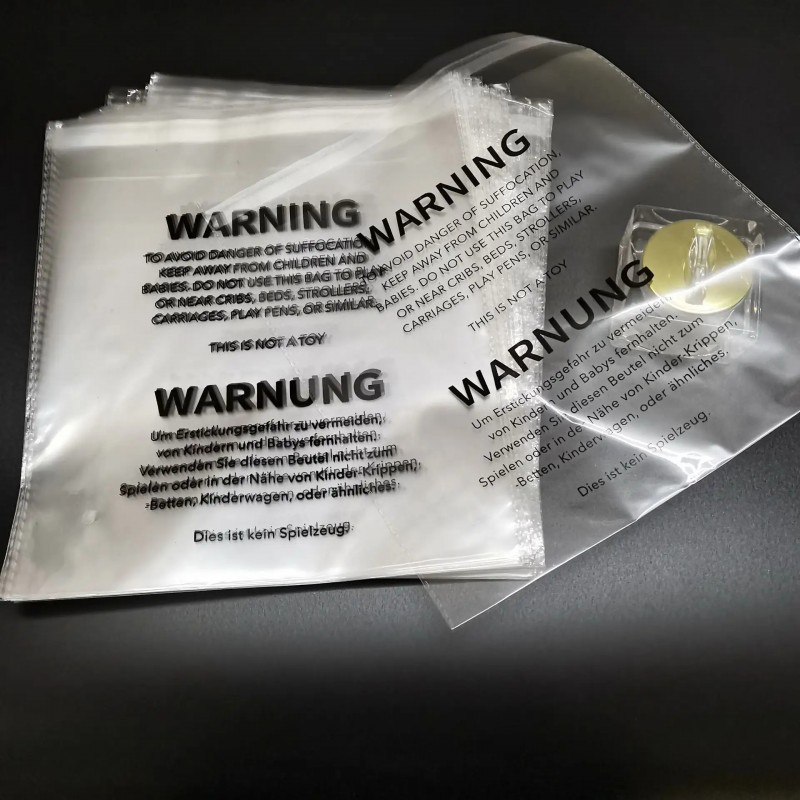 WARNING
TO AVOID DANGER OF SUFFOCATION,
KEEP AWAY FROM CHILDREN AND
BABIES. DO NOT USE THIS BAG TO PLAY
OR NEAR CRIBS, BEDS, STROLLERS,
CARRIAGES, PLAY PENS, OR SIMILAR.
THIS IS NOT A TOY
WARNUNG
Um Erstickungsgefahr zu vermeiden,
von Kindern und Babys fernhalten.
Verwenden Sie diesen Beutel nicht zum
Spielen oder in der Nähe von Kinder Krippen,
-Betten, Kinderwagen, oder ähnliches.
Dies ist kein Spielzeug.
WARNING
AVOID DANGER OF SUFFOCATION,
KEEP AWAY FROM CHILDREN AND
BABIES. DO NOT USE THIS BAG TO PLAY
OR NEAR CRIBS, BEDS, STROLLERS,
CARRIAGES, PLAY PENS, OR SIMILAR.
THIS IS NOT A TOY
WARNUNG
Um Erstickungsgefahr zu vermeiden,
von Kinder und Babys fernhalten.
Verwenden Sie diesen Beutel nicht zum
Spielen oder in der Nähe von Kinder Krippen,
-Betten, Kinderwagen, oder ähnliches.
Dies ist kein Spielzeug.